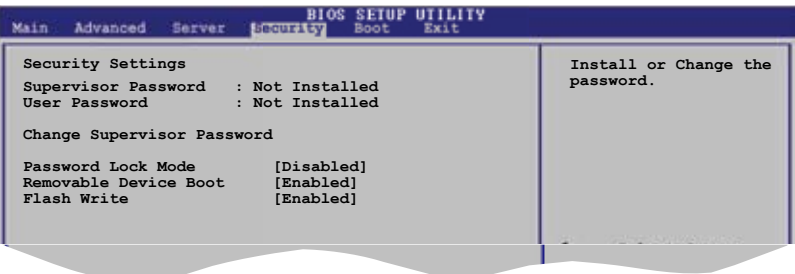 BIOS SETUP UTILITY
Main Advanced Server Security Boot Exit
Security Settings
Supervisor Password : Not Installed
User Password : Not Installed
Change Supervisor Password
Password Lock Mode [Disabled]
Removable Device Boot [Enabled]
Flash Write [Enabled]
Install or Change the
password.